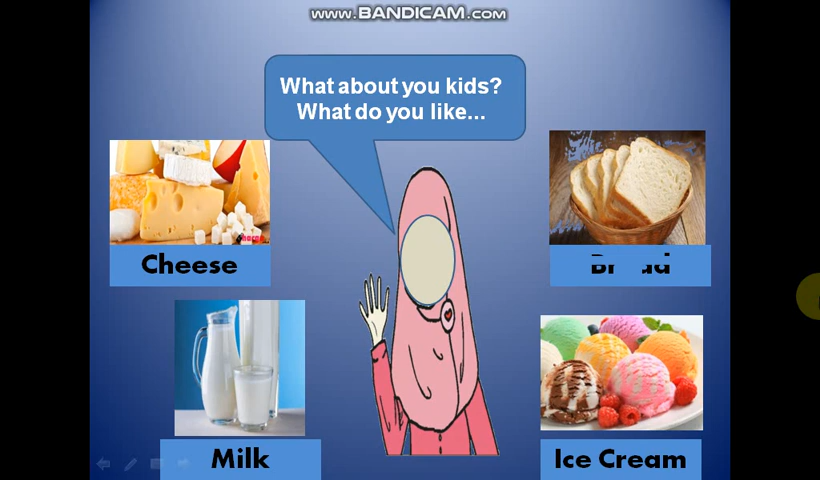 www.BANDICAM.com
What about you kids?
What do you like...
Cheese
Milk
Ice Cream